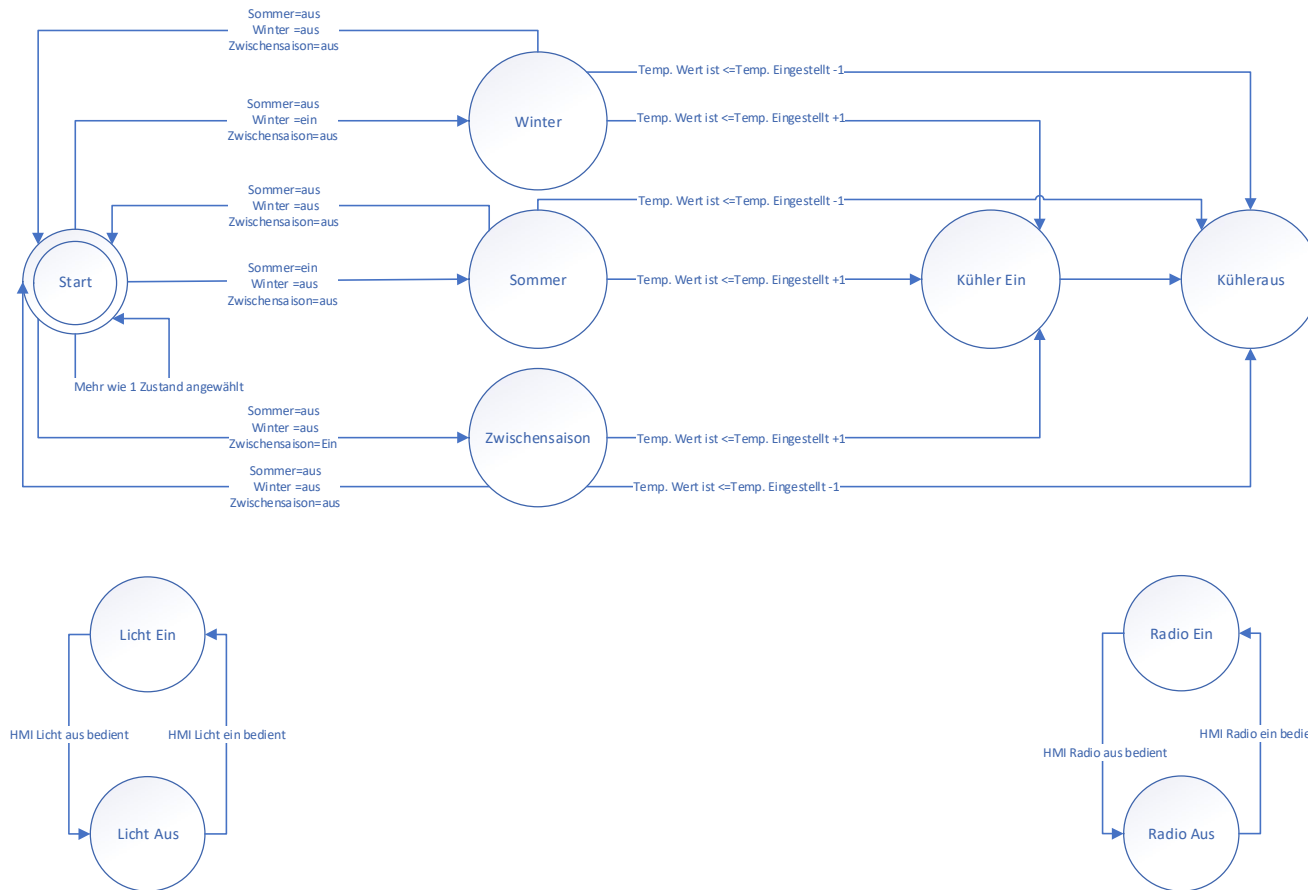 Sommer=aus
Winter =aus
Zwischensaison=aus
Temp. Wert ist <=Temp. Eingestellt -1
Sommer=aus
Winter =ein
Zwischensaison=aus
Winter
Temp. Wert ist <=Temp. Eingestellt +1
Sommer=aus
Winter =aus
Zwischensaison=aus
Temp. Wert ist <=Temp. Eingestellt -1
Start
Sommer=ein
Winter =aus
Zwischensaison=aus
Sommer
Temp. Wert ist <=Temp. Eingestellt +1
Kühler Ein
Kühleraus
Mehr wie 1 Zustand angewählt
Sommer=aus
Winter =aus
Zwischensaison=Ein
Zwischensaison
Temp. Wert ist <=Temp. Eingestellt +1
Sommer=aus
Winter =aus
Zwischensaison=aus
Temp. Wert ist <=Temp. Eingestellt -1
Licht Ein
Radio Ein
HMI Licht aus bedient
HMI Licht ein bedient
HMI Radio ein bedie
HMI Radio aus bedient
Licht Aus
Radio Aus